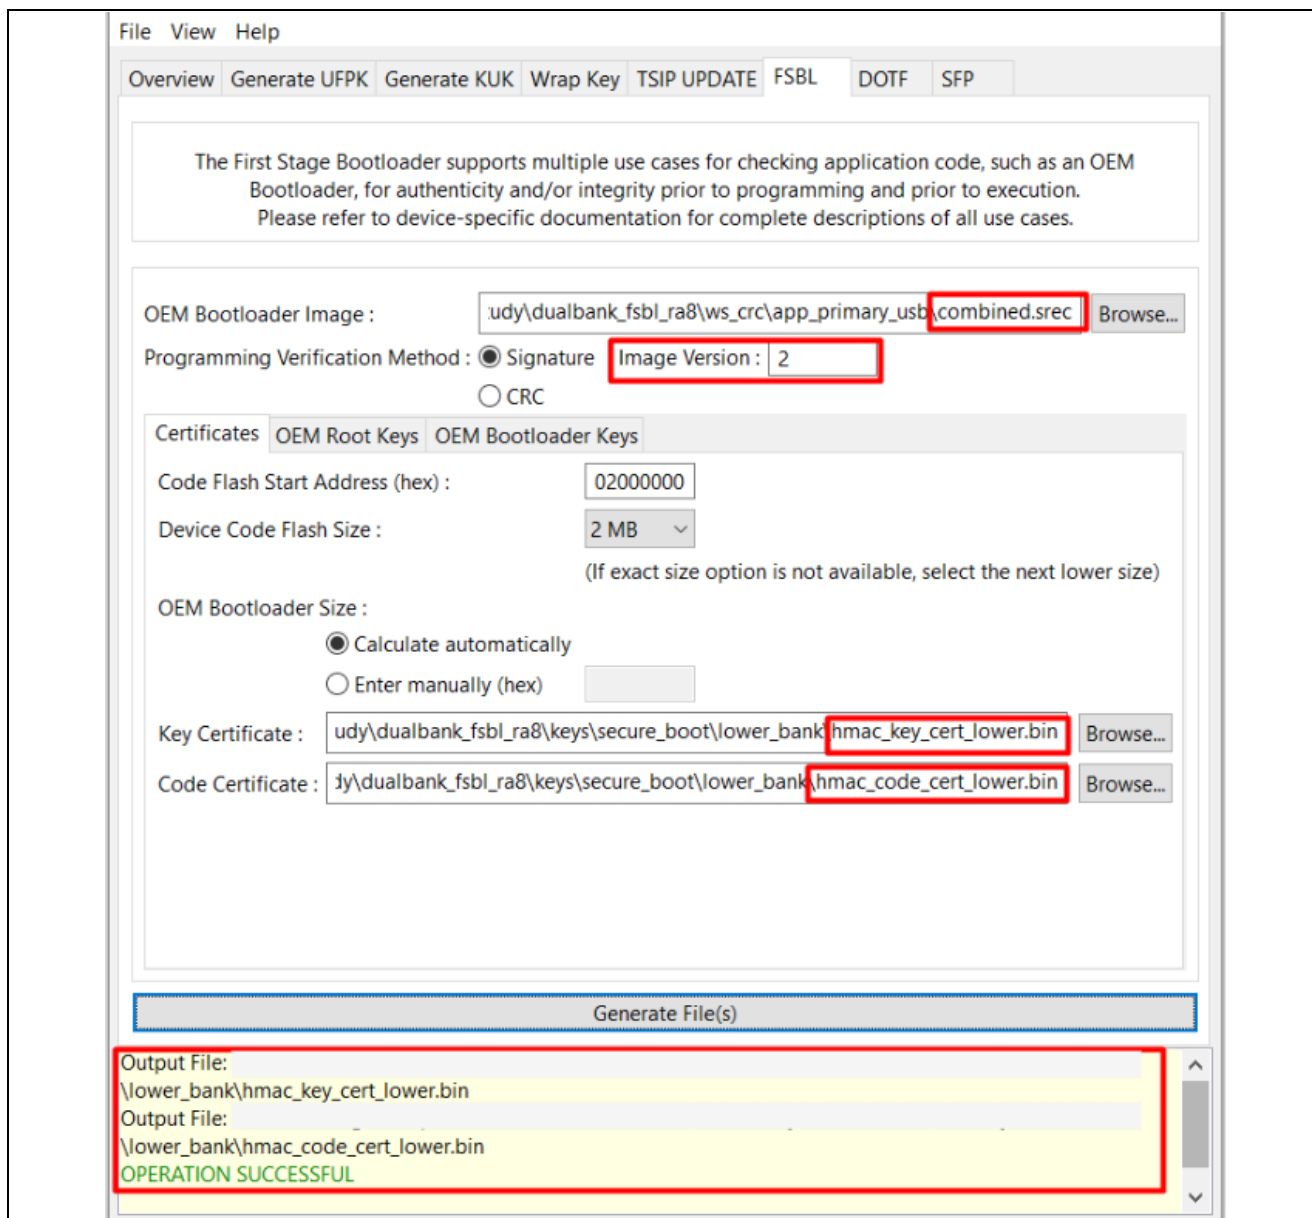 File View Help
Overview Generate UFPK Generate KUK Wrap Key TSIP UPDATE FSBL DOTF SFP
The First Stage Bootloader supports multiple use cases for checking application code, such as an OEM
Bootloader, for authenticity and/or integrity prior to programming and prior to execution.
Please refer to device-specific documentation for complete descriptions of all use cases.
OEM Bootloader Image : udy\dualbank_fsbl_ra8\ws_crc\app_primary_usb\combined.srec Browse...
Programming Verification Method : Signature Image Version : 2
CRC
Certificates OEM Root Keys OEM Bootloader Keys
Code Flash Start Address (hex) : 02000000
Device Code Flash Size : 2 MB
(If exact size option is not available, select the next lower size)
OEM Bootloader Size :
Calculate automatically
Enter manually (hex)
Key Certificate : udy\dualbank_fsbl_ra8\keys\secure_boot\lower_bank\hmac_key_cert_lower.bin Browse...
Code Certificate : dy\dualbank_fsbl_ra8\keys\secure_boot\lower_bank\hmac_code_cert_lower.bin Browse...
Generate File(s)
Output File:
\lower_bank\hmac_key_cert_lower.bin
Output File:
\lower_bank\hmac_code_cert_lower.bin
OPERATION SUCCESSFUL